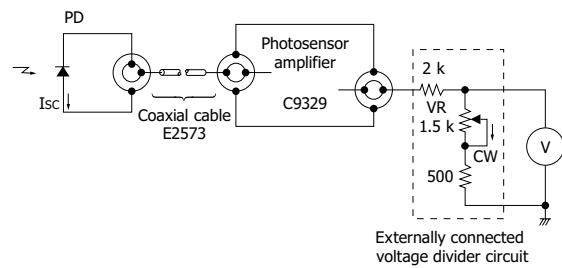 PD
Isc
Coaxial cable
E2573
Photosensor
amplifier
C9329
2 k
VR
1.5 k
CW
500
V
Externally connected
voltage divider circuit